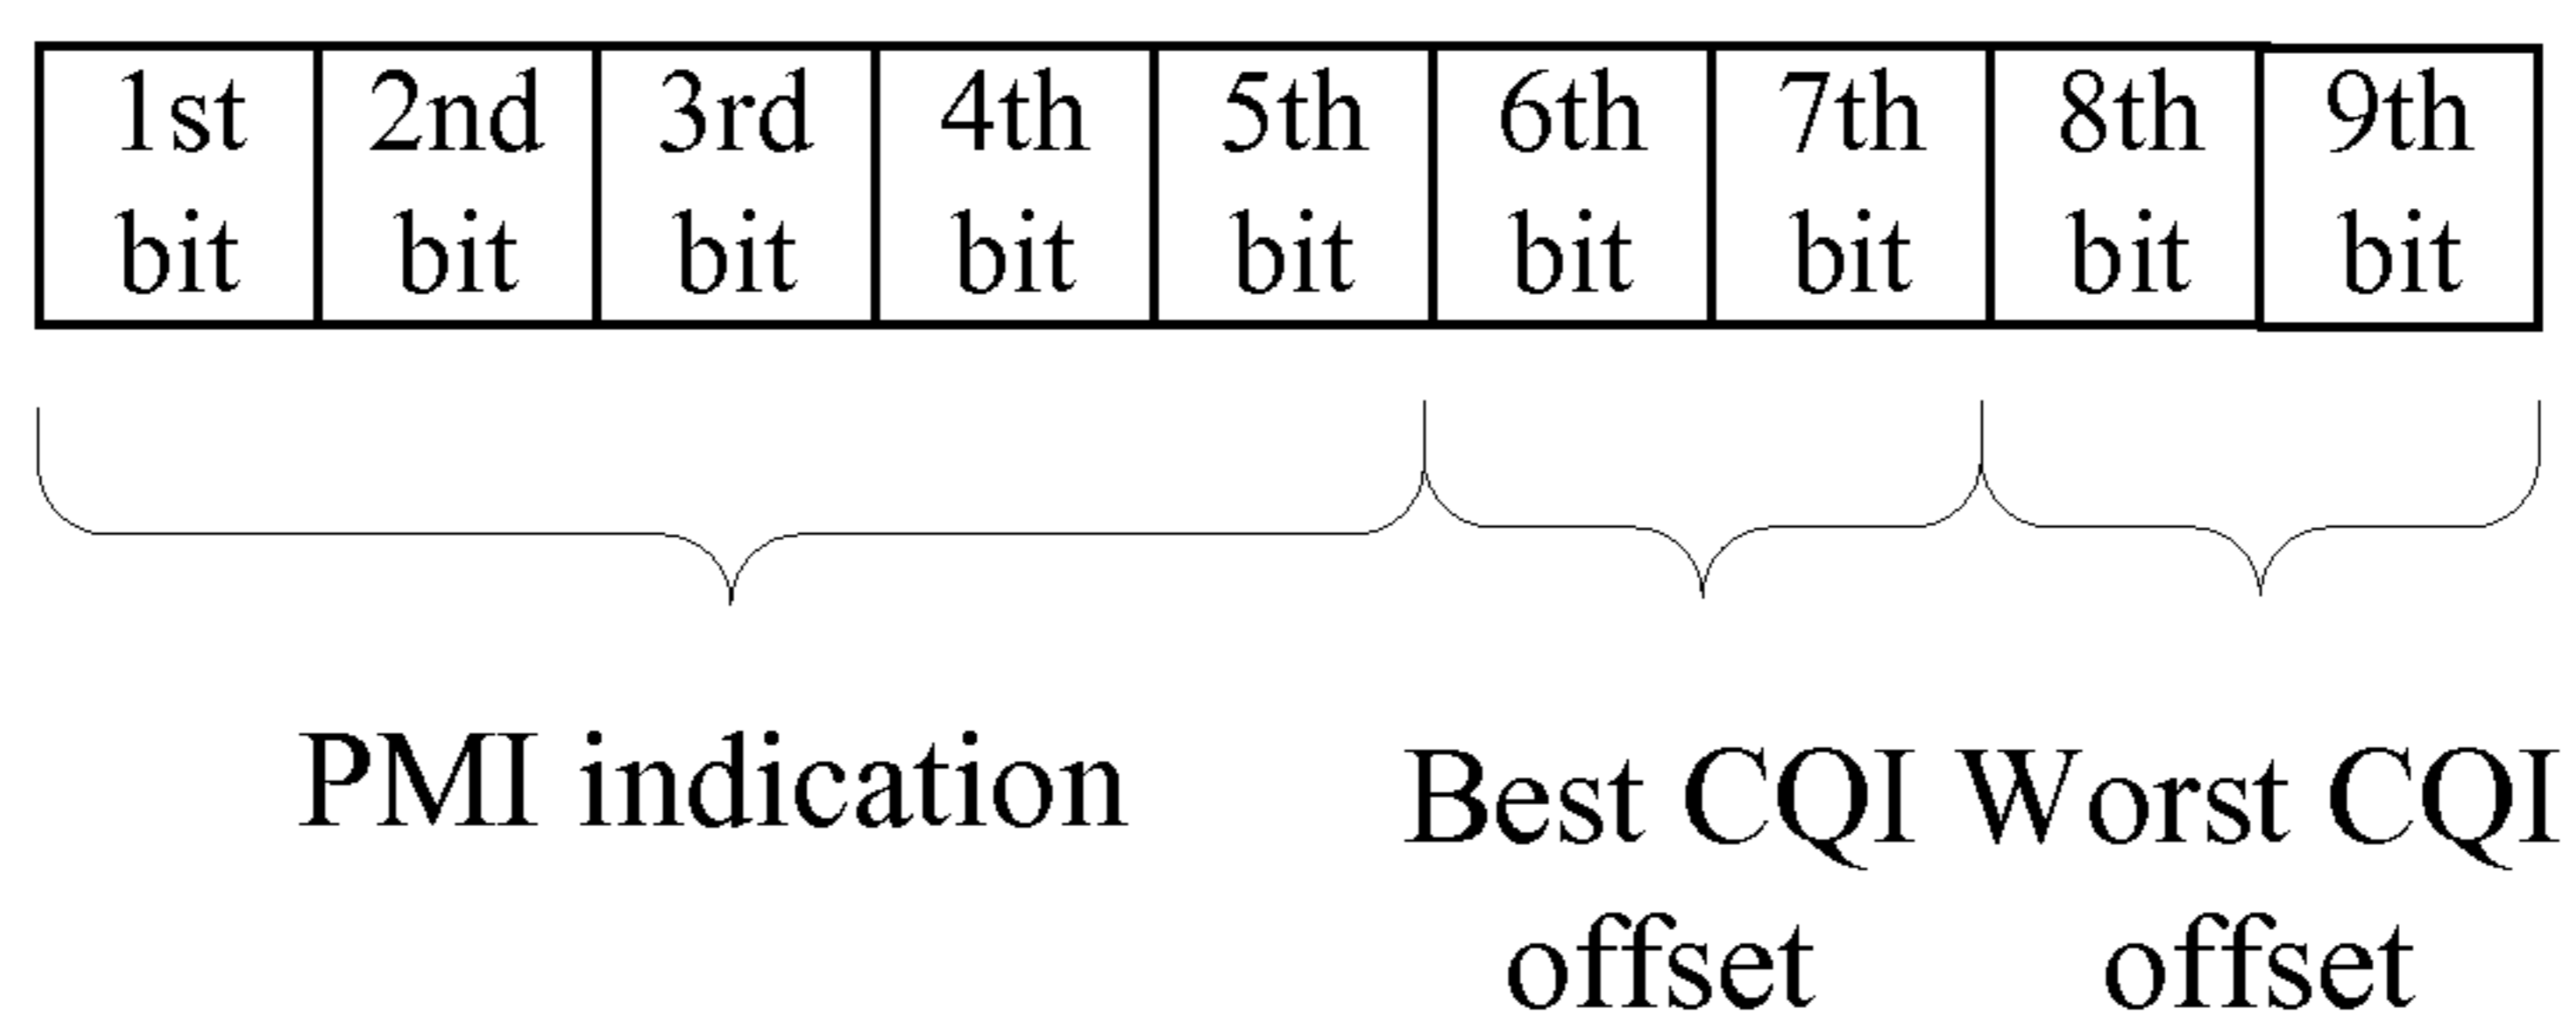 1st 2nd 3rd 4th 5th 6th 7th 8th 9th
bit bit bit bit bit bit bit bit bit
PMI indication Best CQI Worst CQI
offset offset